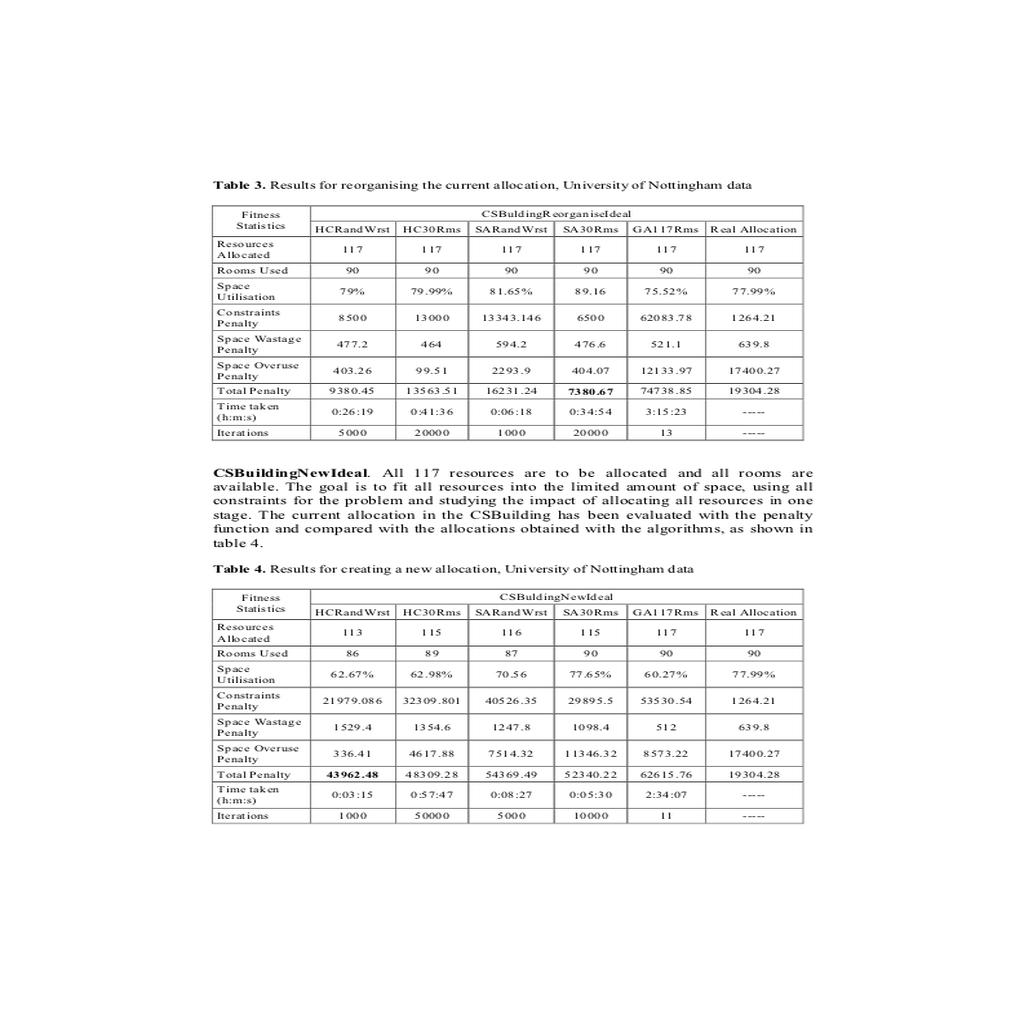 Table 3. Results for reorganising the current allocation, University of Nottingham data
Fitness Statistics CSBuldingReorganiseIdeal
HCRandWrst HC30Rms SARandWrst SA30Rms GA117Rms Real Allocation
Resources Allocated 117 117 117 117 117 117
Rooms Used 90 90 90 90 90 90
Space Utilisation 79% 79.99% 81.65% 89.16 75.52% 77.99%
Constraints Penalty 8500 13000 13343.146 6500 62083.78 1264.21
Space Wastage Penalty 477.2 464 594.2 476.6 521.1 639.8
Space Overuse Penalty 403.26 99.51 2293.9 404.07 12133.97 17400.27
Total Penalty 9380.45 13563.51 16231.24 7380.67 74738.85 19304.28
Time taken (h:m:s) 0:26:19 0:41:36 0:06:18 0:34:54 3:15:23 -----
Iterations 5000 20000 1000 20000 13 -----
CSBuildingNewIdeal. All 117 resources are to be allocated and all rooms are
available. The goal is to fit all resources into the limited amount of space, using all
constraints for the problem and studying the impact of allocating all resources in one
stage. The current allocation in the CSBuilding has been evaluated with the penalty
function and compared with the allocations obtained with the algorithms, as shown in
table 4.
Table 4. Results for creating a new allocation, University of Nottingham data
Fitness Statistics CSBuldingNewIdeal
HCRandWrst HC30Rms SARandWrst SA30Rms GA117Rms Real Allocation
Resources Allocated 113 115 116 115 117 117
Rooms Used 86 89 87 90 90 90
Space Utilisation 62.67% 62.98% 70.56 77.65% 60.27% 77.99%
Constraints Penalty 21979.086 32309.801 40526.35 29895.5 53530.54 1264.21
Space Wastage Penalty 1529.4 1354.6 1247.8 1098.4 512 639.8
Space Overuse Penalty 336.41 4617.88 7514.32 11346.32 8573.22 17400.27
Total Penalty 43962.48 48309.28 54369.49 52340.22 62615.76 19304.28
Time taken (h:m:s) 0:03:15 0:57:47 0:08:27 0:05:30 2:34:07 -----
Iterations 1000 50000 5000 10000 11 -----